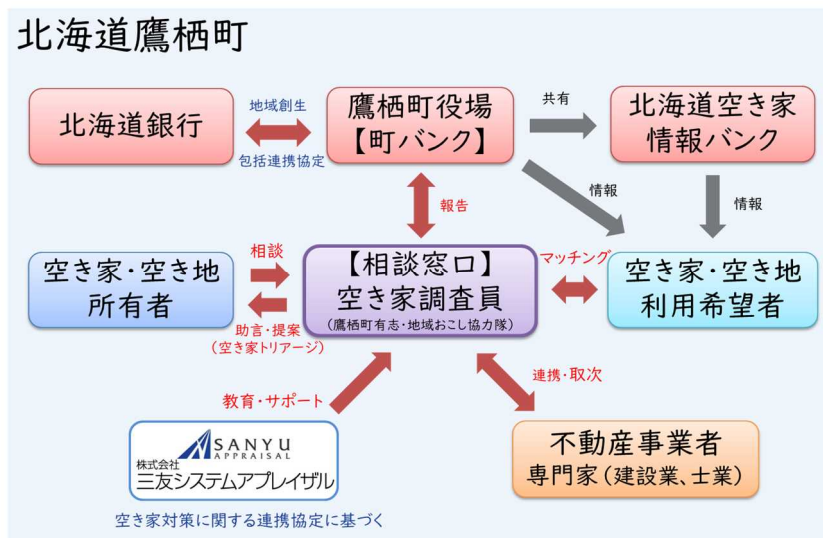 北海道鷹栖町
北海道銀行
地域創生
包括連携協定
鷹栖町役場
【町バンク】
共有
北海道空き家
情報バンク
報告
情報
情報
空き家・空き地
所有者
相談
助言・提案
(空き家トリアージ)
【相談窓口】
空き家調査員
(鷹栖町有志・地域おこし協力隊)
マッチング
空き家・空き地
利用希望者
教育・サポート
連携・取次
SANYU
APPRAISAL
株式会社
三友システムアプレイザル
空き家対策に関する連携協定に基づく
不動産事業者
専門家(建設業、士業)